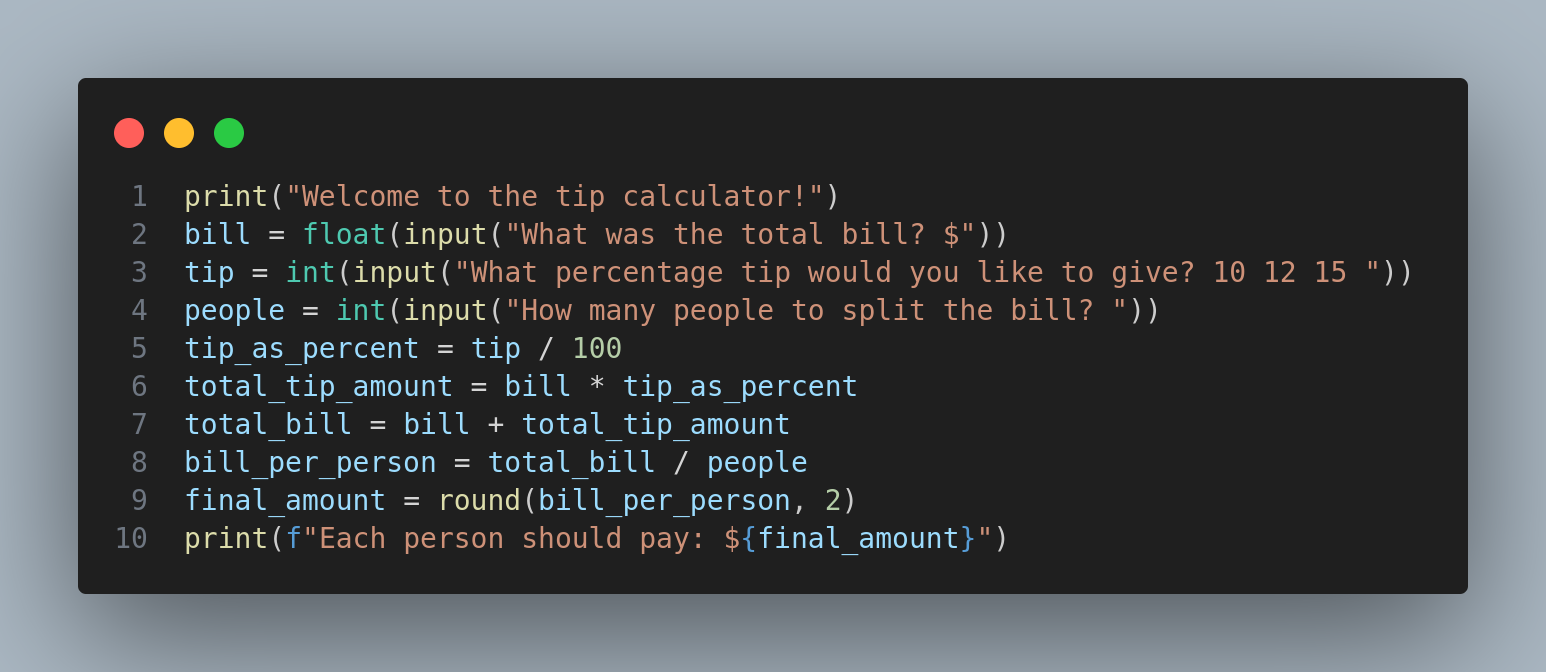 1 print("Welcome to the tip calculator!")
2 bill = float(input("What was the total bill? $"))
3 tip = int(input("What percentage tip would you like to give? 10 12 15 "))
4 people = int(input("How many people to split the bill? "))
5 tip_as_percent = tip / 100
6 total_tip_amount = bill * tip_as_percent
7 total_bill = bill + total_tip_amount
8 bill_per_person = total_bill / people
9 final_amount = round(bill_per_person, 2)
10 print(f"Each person should pay: ${final_amount}")